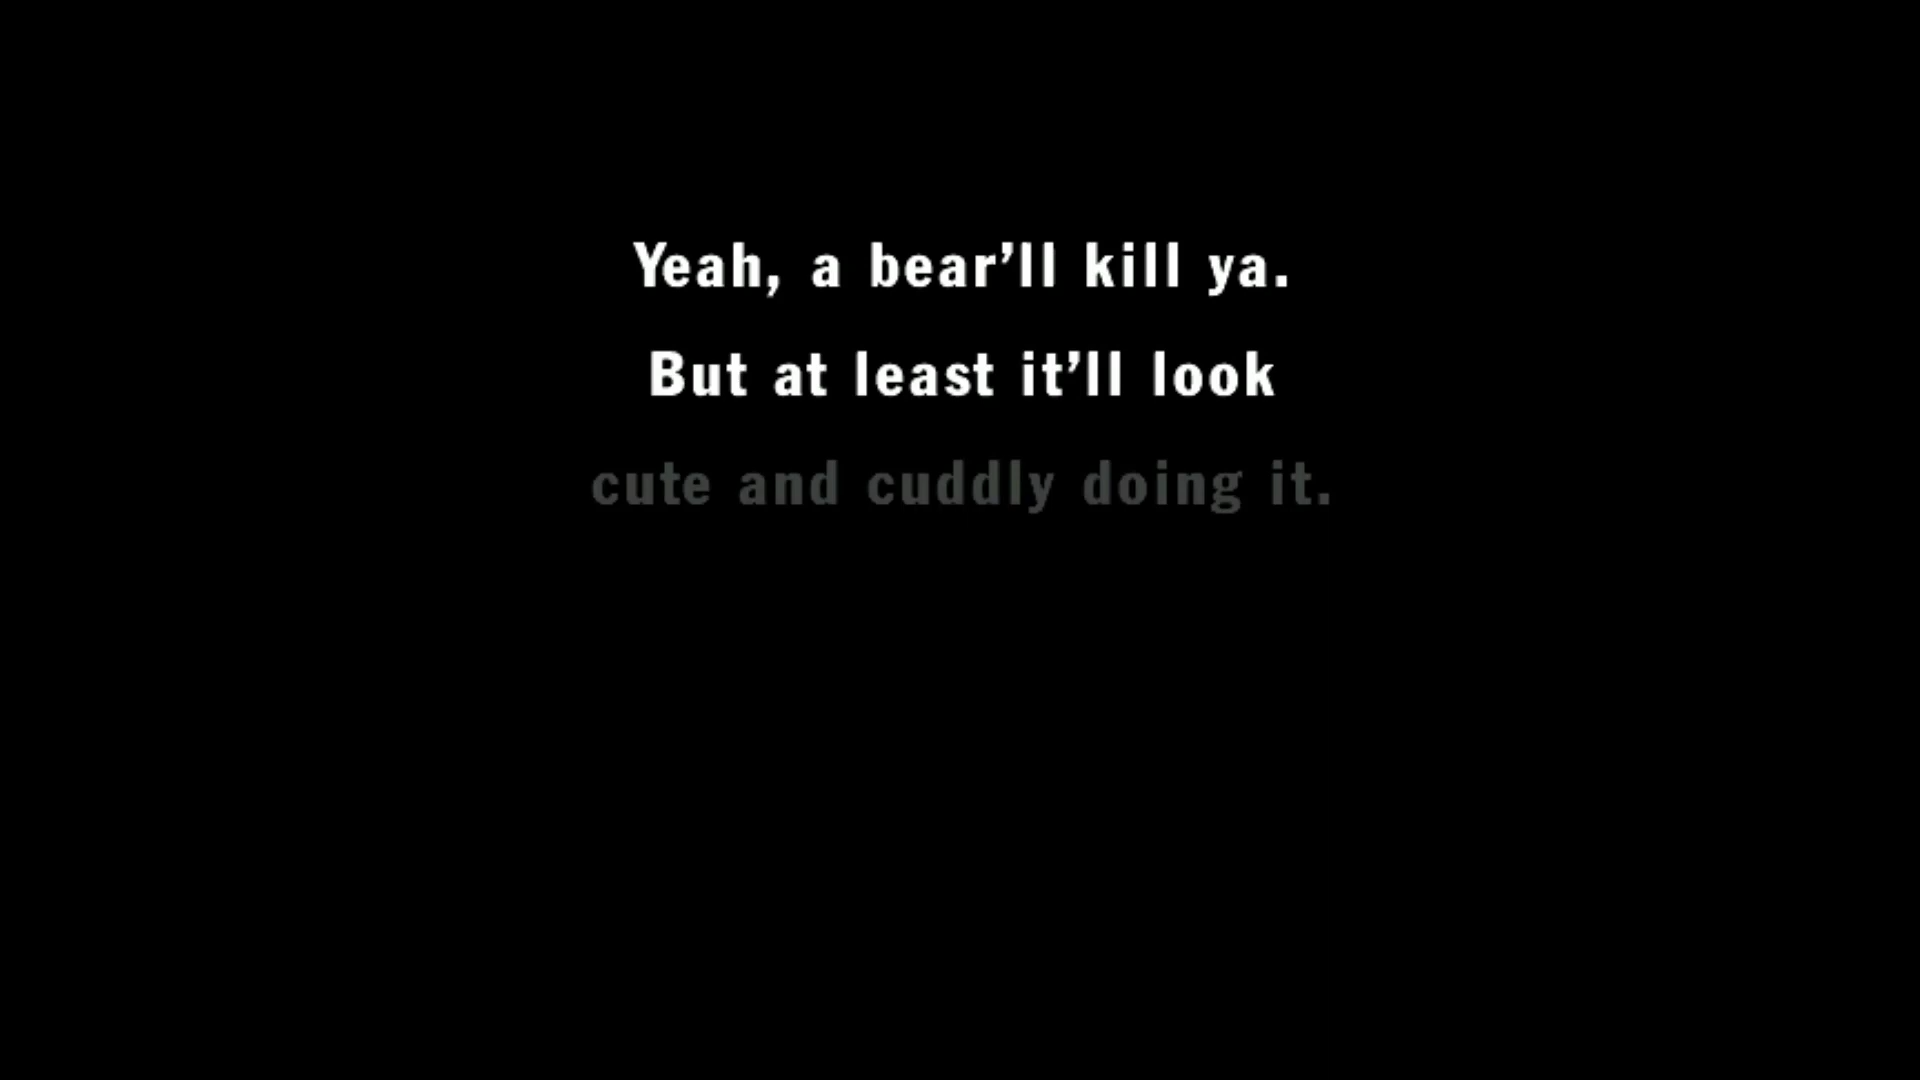 Yeah, a bear’ll kill ya.
But at least it’ll look
cute and cuddly doing it.